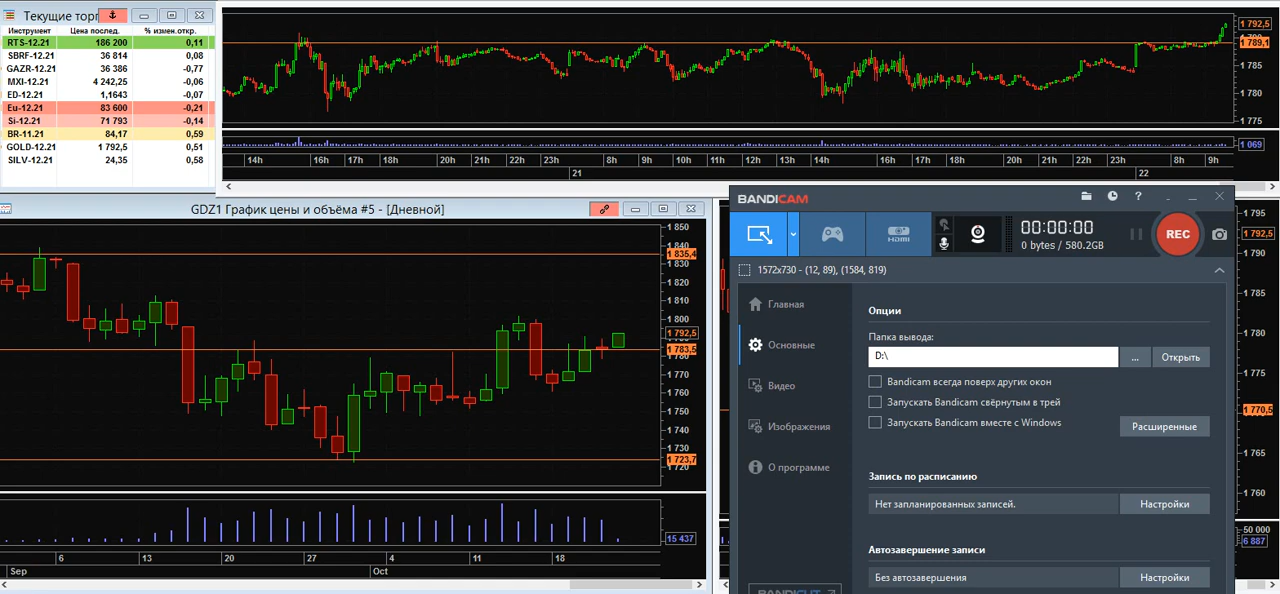 Текущие торг
Инструмент Цена послед. % измен.откр.
RTS-12.21 186 200 0,11
SBRF-12.21 36 814 0,08
GAZR-12.21 36 386 -0,77
MXI-12.21 4 242,25 -0,06
ED-12.21 1,1643 -0,07
Eu-12.21 83 600 -0,21
Si-12.21 71 793 -0,14
BR-11.21 84,17 0,59
GOLD-12.21 1 792,5 0,51
SILV-12.21 24,35 0,58
1 792,5
1 789,1
1 785
1 780
1 775
1 069
14h 16h 17h 18h 20h 21h 22h 23h 8h 9h 10h 11h 12h 13h 14h 16h 17h 18h 20h 21h 22h 23h 8h 9h
21 22
GDZ1 График цены и объёма #5 - [Дневной]
1 850
1 840
1 835,4
1 830
1 820
1 810
1 800
1 792,5
1 783,5
1 770
1 760
1 750
1 740
1 730
1 723,7
1 720
15 437
6 13 20 27 4 11 18
Sep Oct
BANDICAM
?
HDMI
00:00:00
0 bytes / 580.2GB
REC
1572x730 - (12, 89), (1584, 819)
Главная
Основные
Видео
Изображения
О программе
BANDICUT
Опции
Папка вывода:
D:\
... Открыть
Bandicam всегда поверх других окон
Запускать Bandicam свёрнутым в трей
Запускать Bandicam вместе с Windows
Расширенные
Запись по расписанию
Нет запланированных записей. Настройки
Автозавершение записи
Без автозавершения Настройки
1 795
1 792,5
1 785
1 780
1 775
1 770,5
1 765
1 760
50 000
6 887